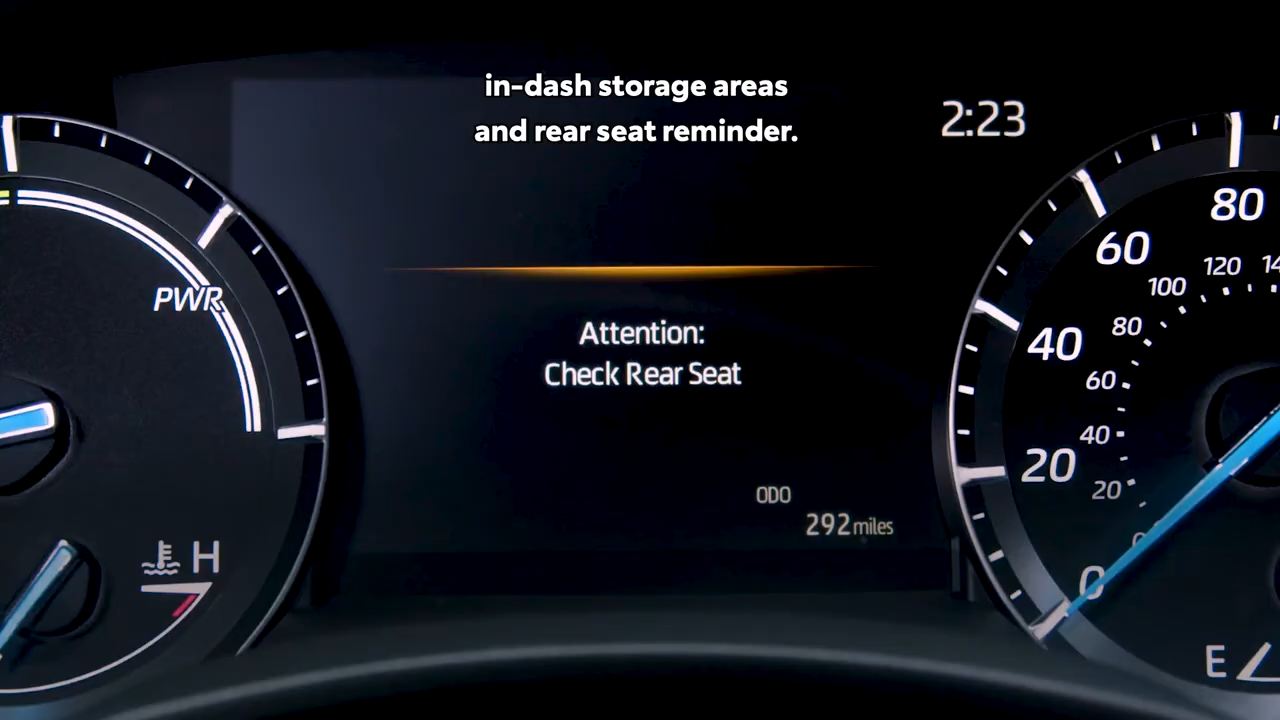 in-dash storage areas
and rear seat reminder.
2:23
80
60
120
100
PWR
80
40
60
40
20
20
0
Attention:
Check Rear Seat
ODO
292 miles
H
E